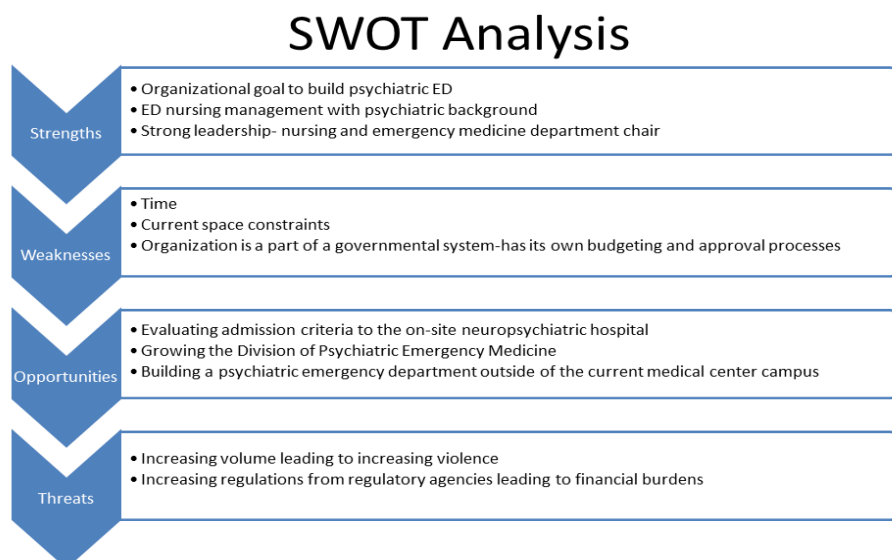 SWOT Analysis
Strengths
• Organizational goal to build psychiatric ED
• ED nursing management with psychiatric background
• Strong leadership- nursing and emergency medicine department chair
Weaknesses
• Time
• Current space constraints
• Organization is a part of a governmental system-has its own budgeting and approval processes
Opportunities
• Evaluating admission criteria to the on-site neuropsychiatric hospital
• Growing the Division of Psychiatric Emergency Medicine
• Building a psychiatric emergency department outside of the current medical center campus
Threats
• Increasing volume leading to increasing violence
• Increasing regulations from regulatory agencies leading to financial burdens